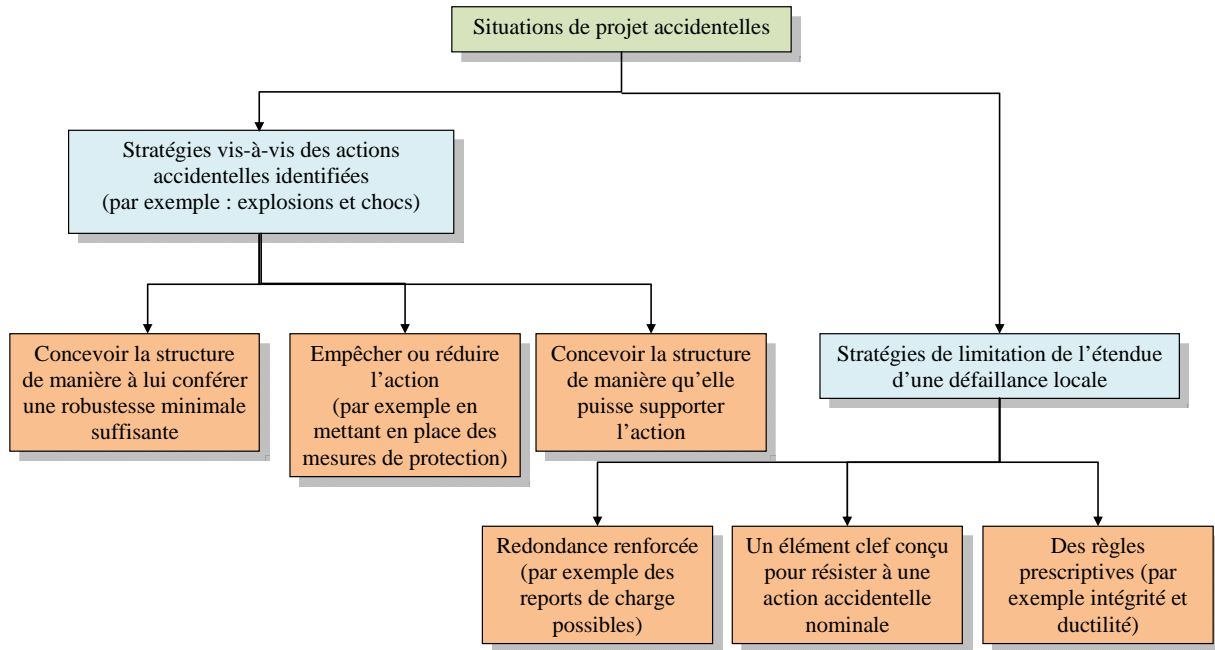 Situations de projet accidentelles
Stratégies vis-à-vis des actions
accidentelles identifiées
(par exemple : explosions et chocs)
Concevoir la structure
de manière à lui conférer
une robustesse minimale
suffisante
Empêcher ou réduire
l’action
(par exemple en
mettant en place des
mesures de protection)
Concevoir la structure
de manière qu’elle
puisse supporter
l’action
Stratégies de limitation de l’étendue
d’une défaillance locale
Redondance renforcée
(par exemple des
reports de charge
possibles)
Un élément clef conçu
pour résister à une
action accidentelle
nominale
Des règles
prescriptives (par
exemple intégrité et
ductilité)